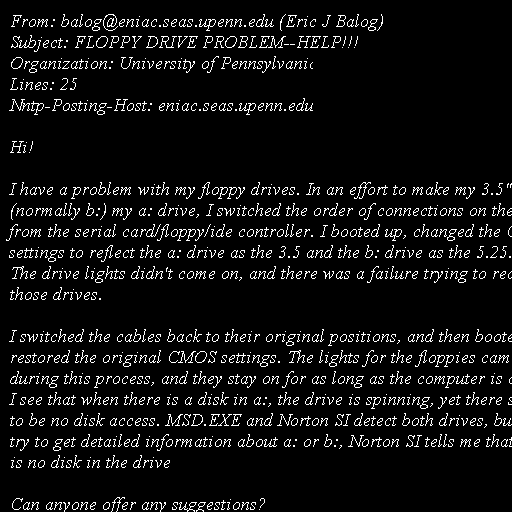 From: balog@eniac.seas.upenn.edu (Eric J Balog)
Subject: FLOPPY DRIVE PROBLEM--HELP!!!
Organization: University of Pennsylvania
Lines: 25
Nntp-Posting-Host: eniac.seas.upenn.edu

Hi!

I have a problem with my floppy drives. In an effort to make my 3.5"
(normally b:) my a: drive, I switched the order of connections on the
from the serial card/floppy/ide controller. I booted up, changed the
settings to reflect the a: drive as the 3.5 and the b: drive as the 5.25.
The drive lights didn't come on, and there was a failure trying to
those drives.

I switched the cables back to their original positions, and then
restored the original CMOS settings. The lights for the floppies
during this process, and they stay on for as long as the computer is
I see that when there is a disk in a:, the drive is spinning, yet there
to be no disk access. MSD.EXE and Norton SI detect both drives,
try to get detailed information about a: or b:, Norton SI tells me that
is no disk in the drive

Can anyone offer any suggestions?